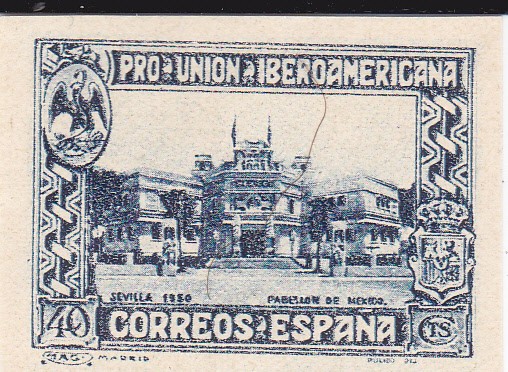 PRO UNION IBEROAMERICANA
SEVILLA 1930 PABELLON DE MEXICO.
40 CORREOS ESPAÑA CTS
MADRID